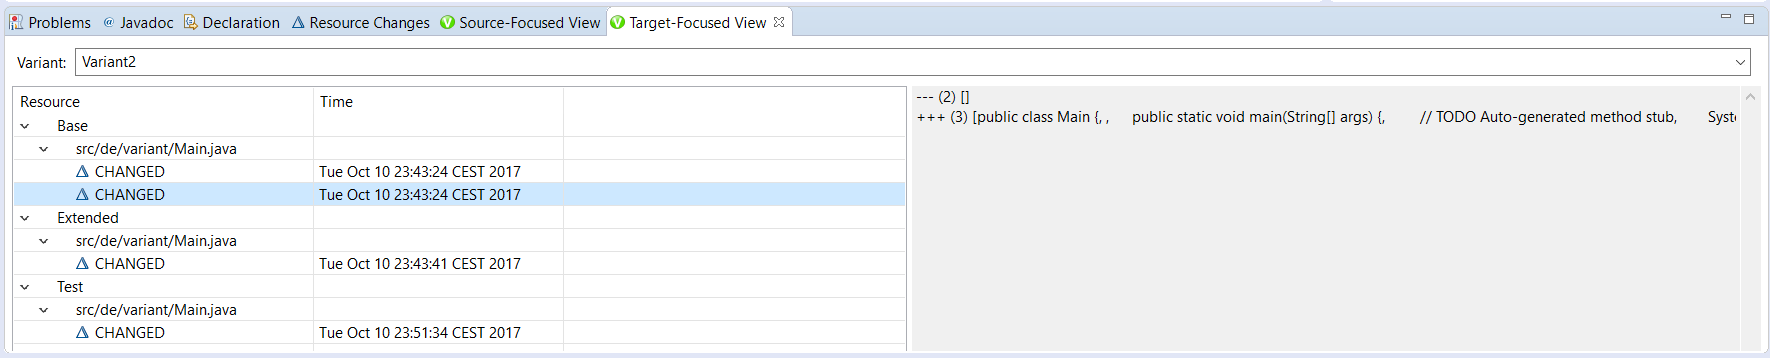 Problems @ Javadoc Declaration Resource Changes Source-Focused View Target-Focused View
Variant: Variant2
Resource Time
Base
src/de/variant/Main.java
CHANGED Tue Oct 10 23:43:24 CEST 2017
CHANGED Tue Oct 10 23:43:24 CEST 2017
Extended
src/de/variant/Main.java
CHANGED Tue Oct 10 23:43:41 CEST 2017
Test
src/de/variant/Main.java
CHANGED Tue Oct 10 23:51:34 CEST 2017
--- (2) []
+++ (3) [public class Main {, , public static void main(String[] args) {, // TODO Auto-generated method stub, Syst